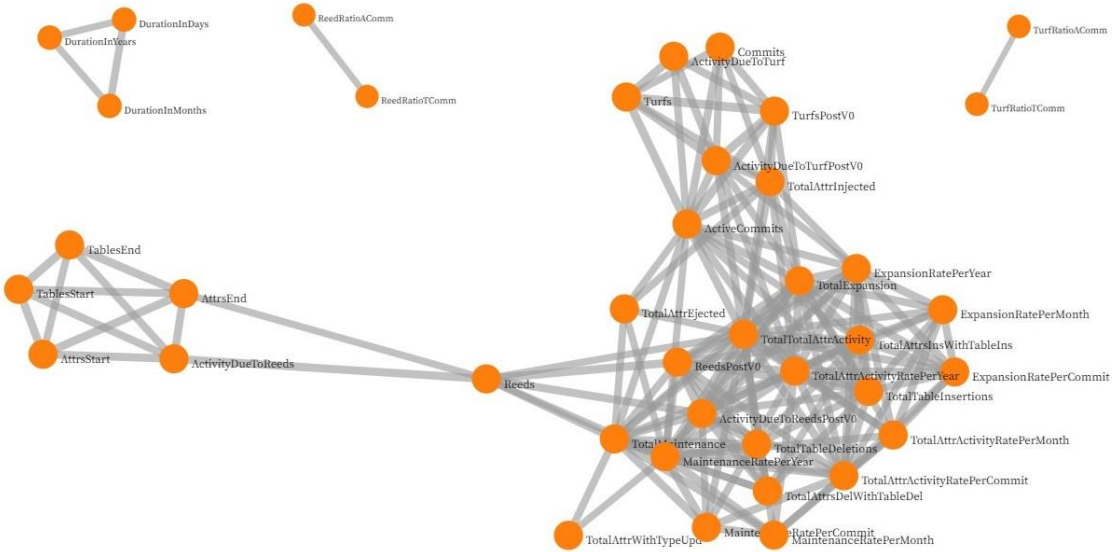 DurationInDays
DurationInYears
DurationInMonths
ReedRatioAComm
ReedRatioTComm
Commits
ActivityDueToTurf
Turfs
TurfsPostV0
TurfRatioAComm
TurfRatioTComm
ActivityDueToTurfPostV0
TotalAttrInjected
ActiveCommits
TablesEnd
TablesStart
AttrsEnd
AttrsStart
ActivityDueToReeds
Reeds
ExpansionRatePerYear
TotalExpansion
TotalAttrEjected
ExpansionRatePerMonth
TotalTotalAttrActivity
TotalAttrsInsWithTableIns
ReedsPostV0
TotalAttrActivityRatePerYear
ExpansionRatePerCommit
TotalTableInsertions
ActivityDueToReedsPostV0
TotalMaintenance
TotalTableDeletions
TotalAttrActivityRatePerMonth
MaintenanceRatePerYear
TotalAttrActivityRatePerCommit
TotalAttrsDelWithTableDel
TotalAttrWithTypeUpd
MaintenanceRatePerCommit
MaintenanceRatePerMonth